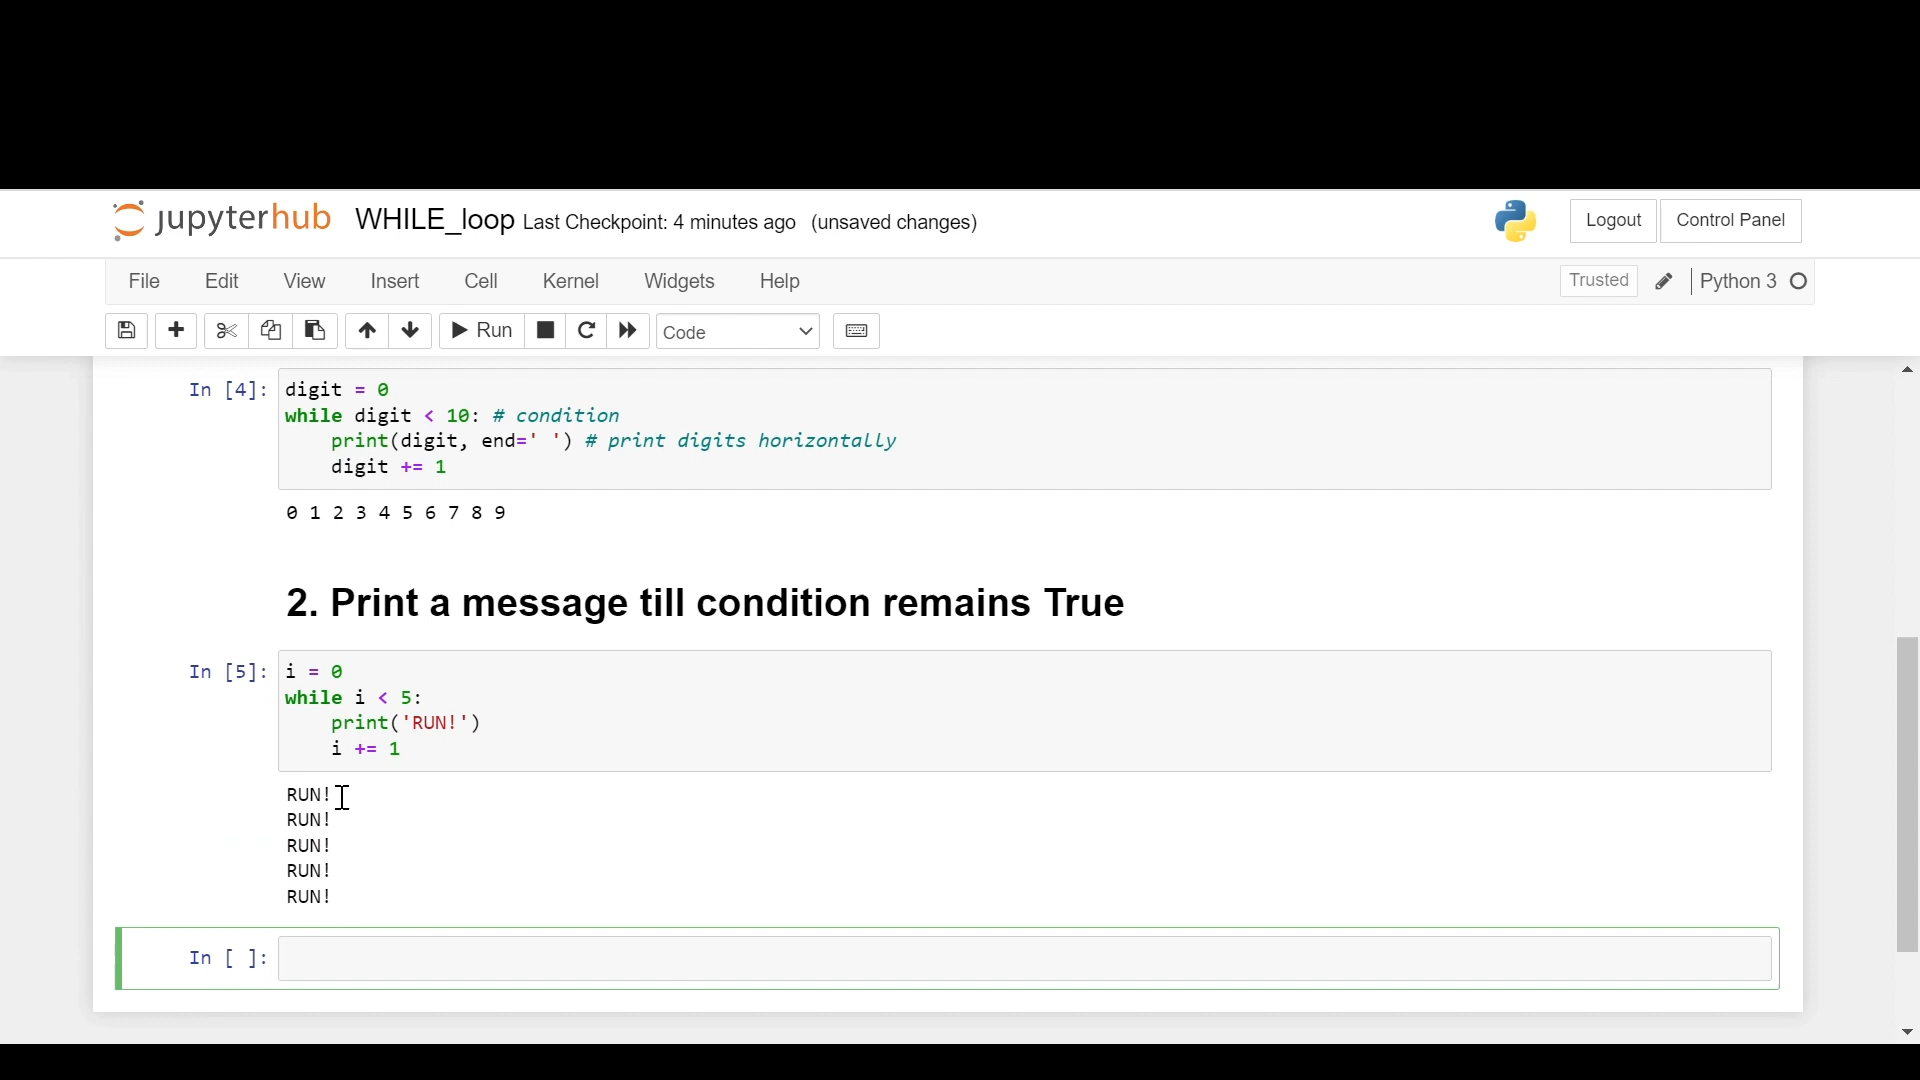 jupyterhub WHILE_loop Last Checkpoint: 4 minutes ago (unsaved changes) Logout Control Panel
File Edit View Insert Cell Kernel Widgets Help Trusted Python 3
Run Code
In [4]: digit = 0
while digit < 10: # condition
    print(digit, end=' ') # print digits horizontally
    digit += 1
0 1 2 3 4 5 6 7 8 9
2. Print a message till condition remains True
In [5]: i = 0
while i < 5:
    print('RUN!')
    i += 1
RUN!
RUN!
RUN!
RUN!
RUN!
In [ ]: